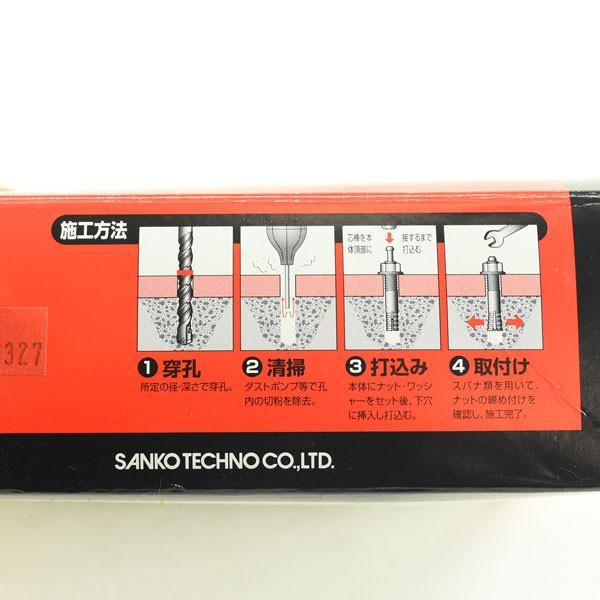 施工方法
芯棒を本
体頂部に
接するまで
打込む
327
1 穿孔
所定の径・深さで穿孔。
2 清掃
ダストポンプ等で孔
内の切粉を除去。
3 打込み
本体にナット・ワッシ
ャーをセット後、下穴
に挿入し打込む。
4 取付け
スパナ類を用いて、
ナットの締め付けを
確認し、施工完了。
SANKO TECHNO CO.,LTD.